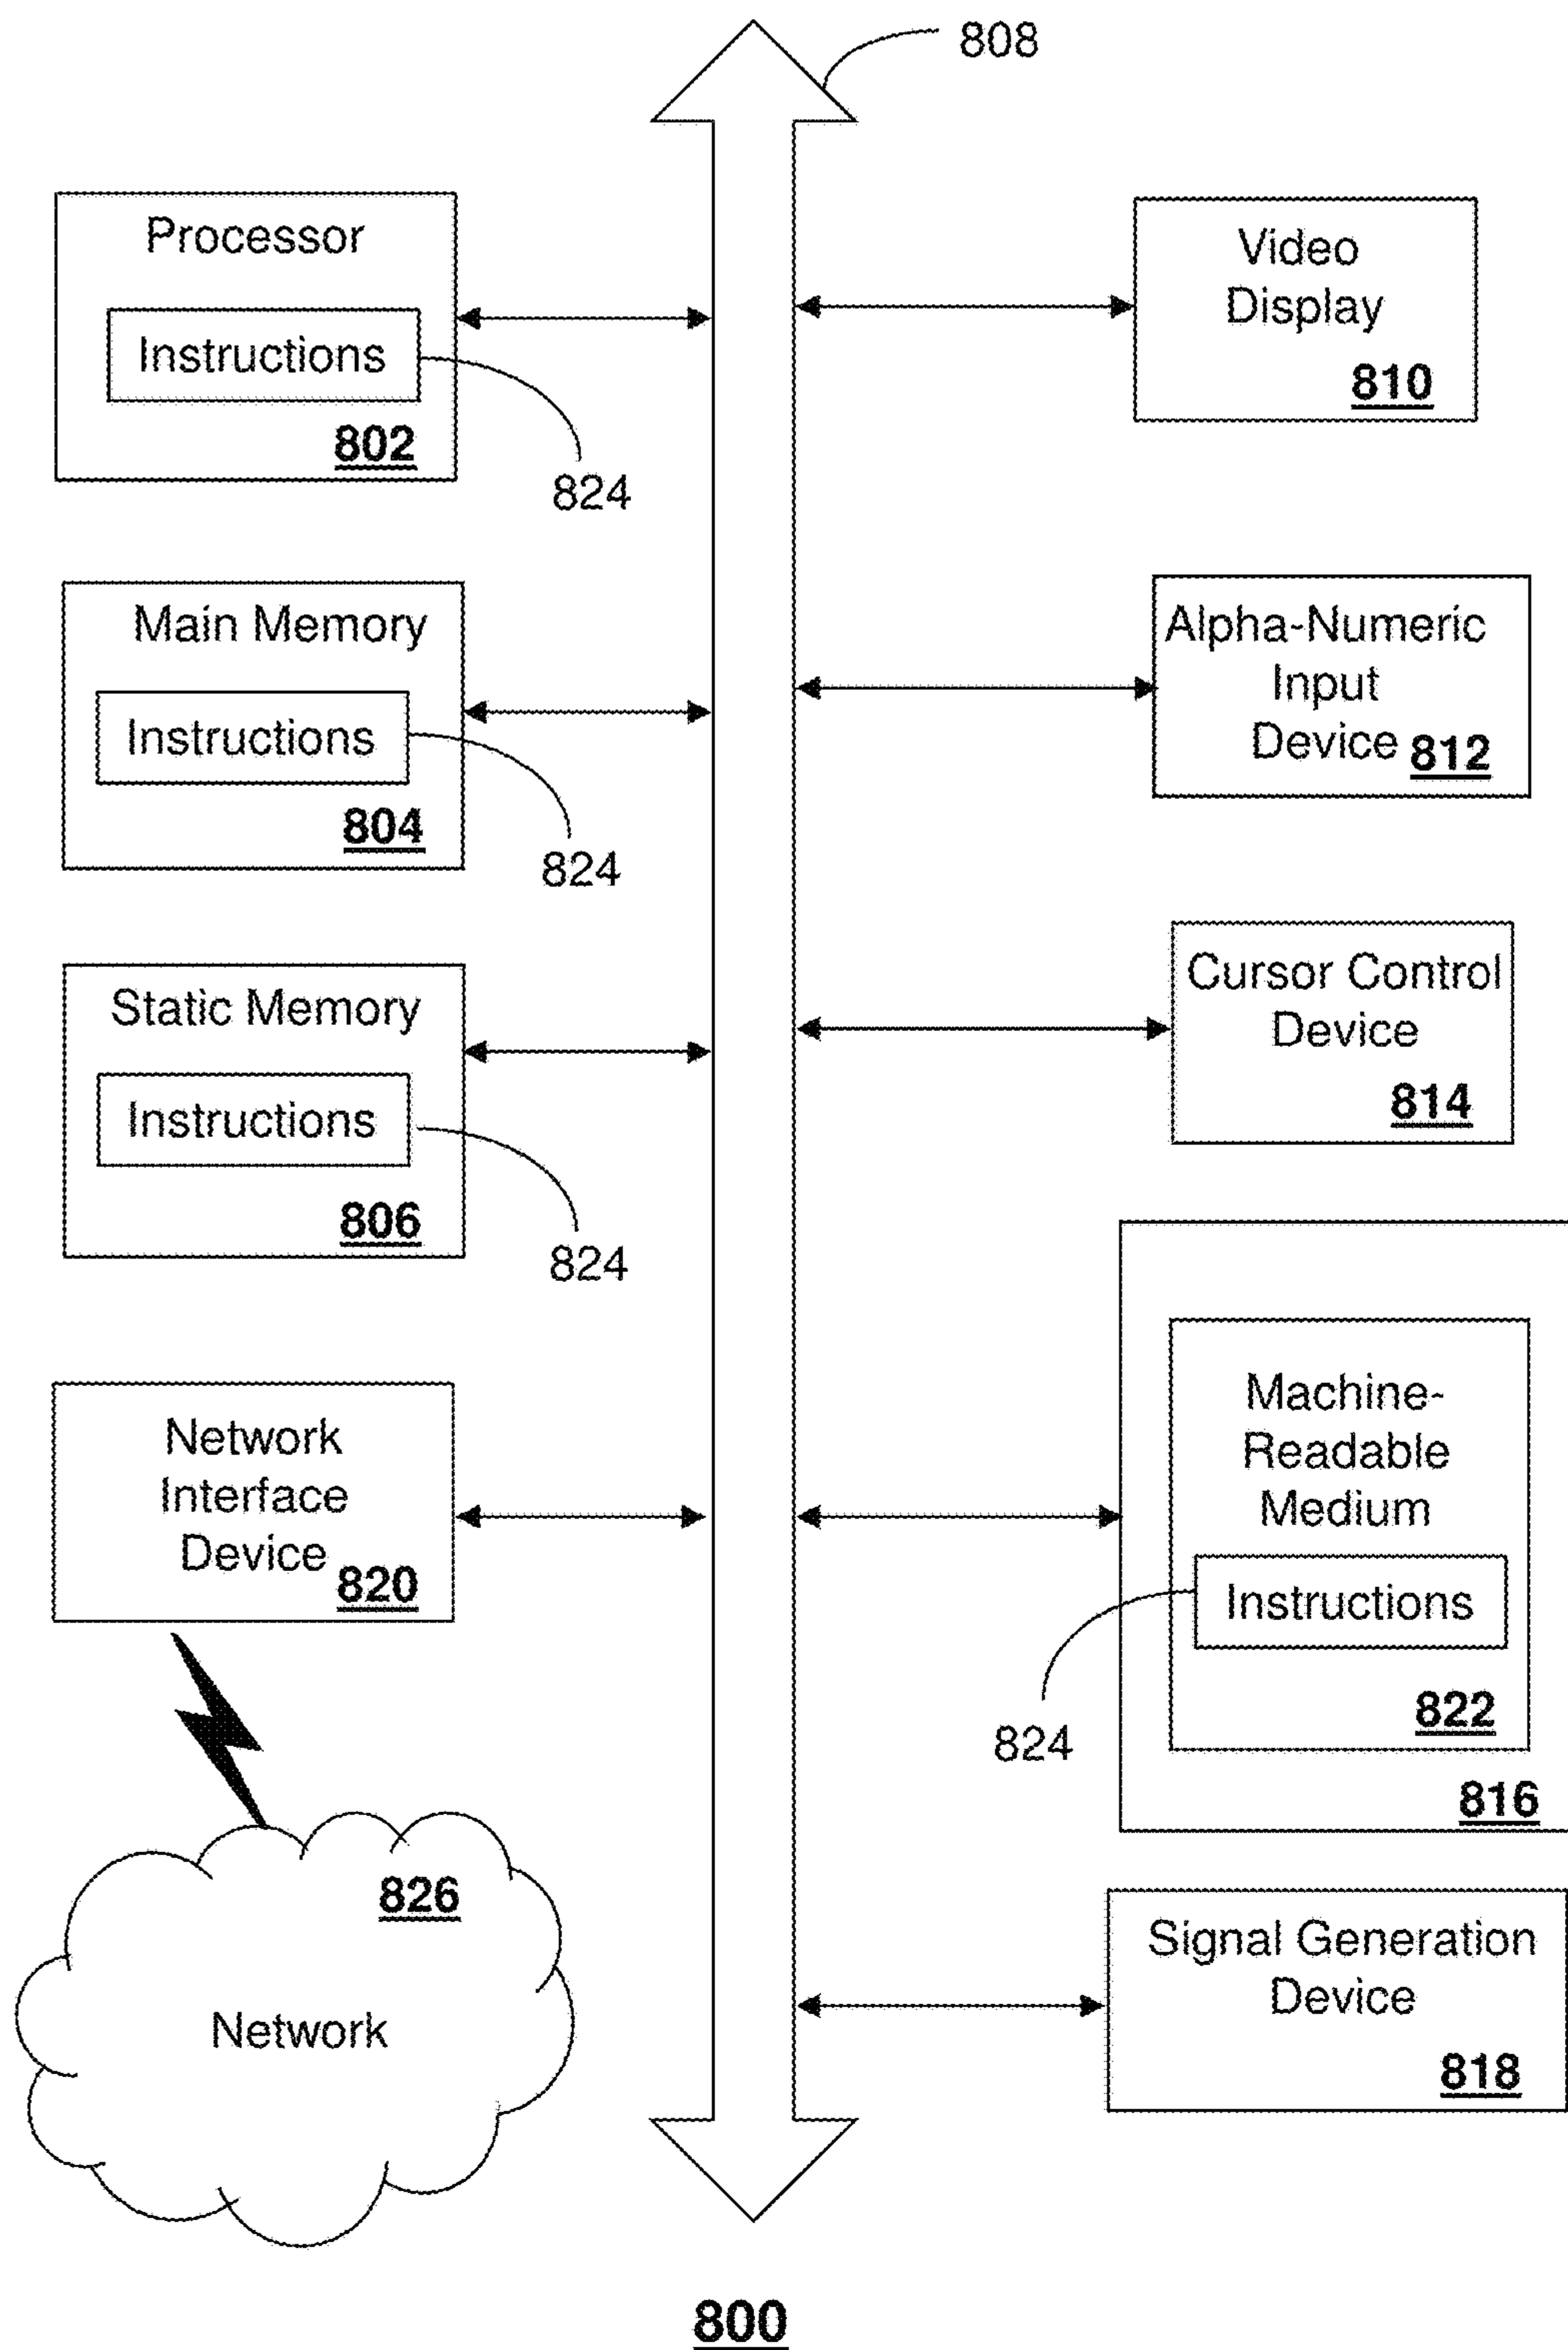 808
Processor
Instructions
802
824
Main Memory
Instructions
804
824
Static Memory
Instructions
806
824
Network
Interface
Device
820
826
Network
Video
Display
810
Alpha-Numeric
Input
Device 812
Cursor Control
Device
814
Machine-
Readable
Medium
Instructions
822
824
816
Signal Generation
Device
818
800